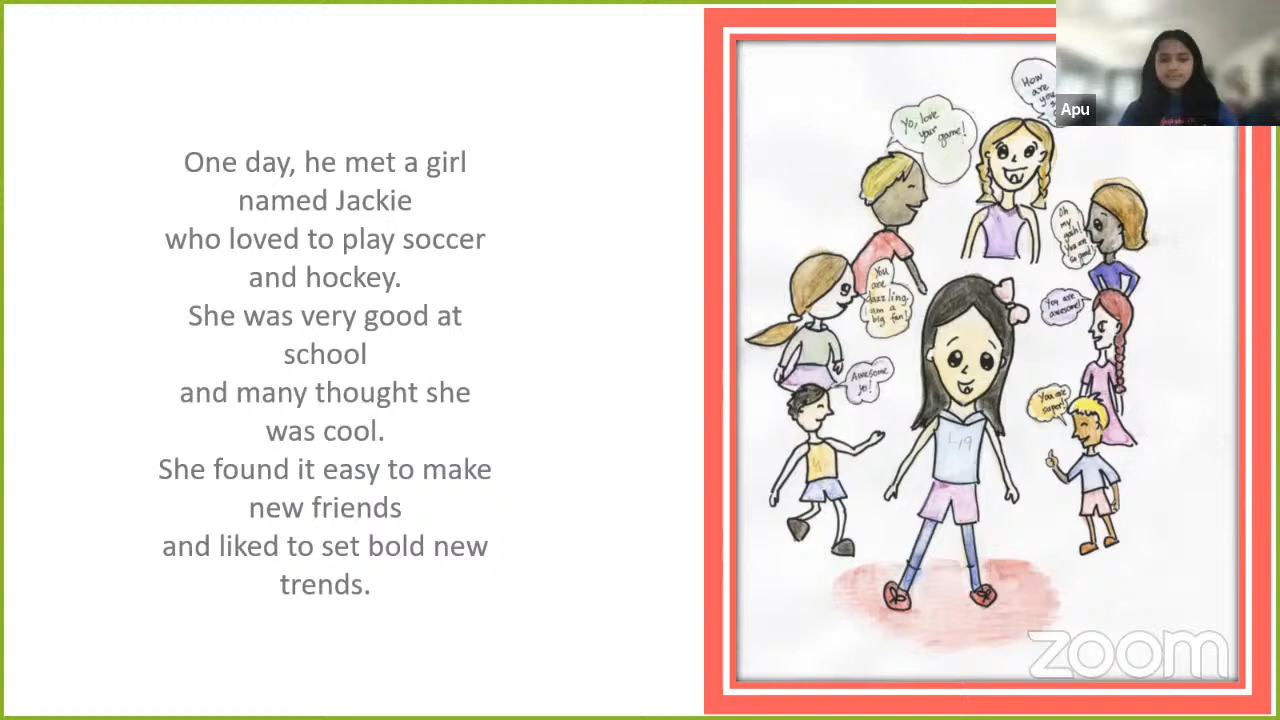 One day, he met a girl
named Jackie
who loved to play soccer
and hockey.
She was very good at
school
and many thought she
was cool.
She found it easy to make
new friends
and liked to set bold new
trends.
How
are
you
Yo, love
your game!
Oh
my
gosh!
You are
so good!
You
are
dazzling.
I am a
big fan!
You are
awesome!
Awesome
Yo!
You are
super!
L19
Apu
zoom